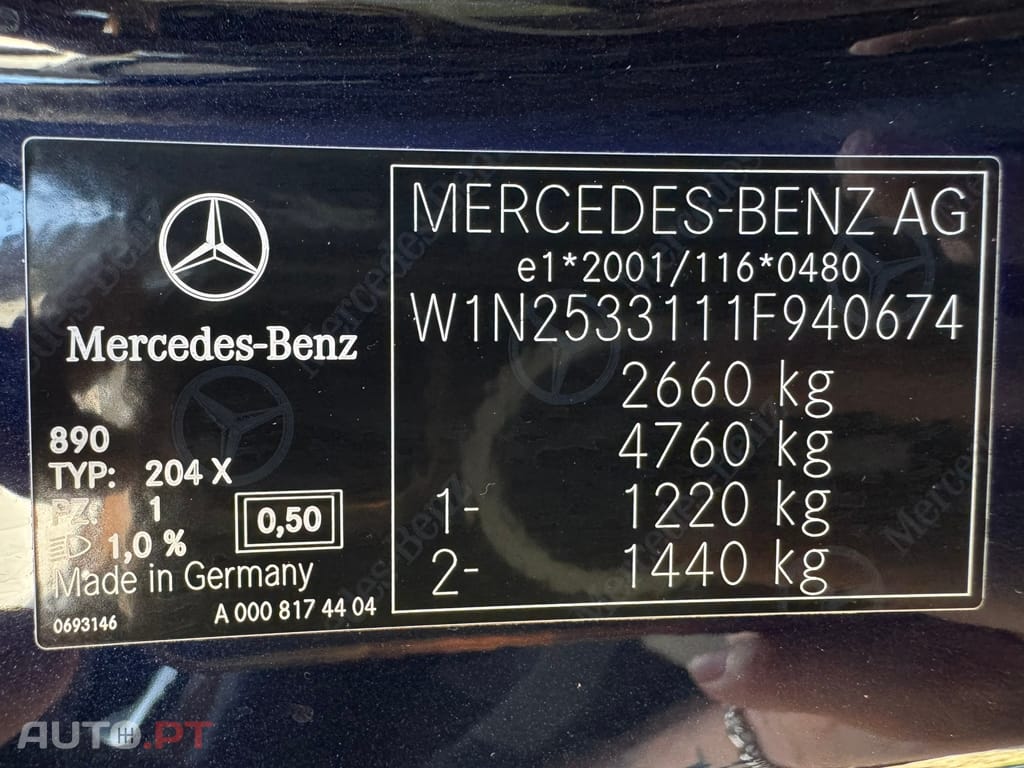 Mercedes-Benz
890
TYP: 204 X
PZ: 1
1,0 %
0,50
Made in Germany
A 000 817 44 04
0693146
MERCEDES-BENZ AG
e1*2001/116*0480
W1N2533111F940674
2660 kg
4760 kg
1- 1220 kg
2- 1440 kg
AUTO.PT